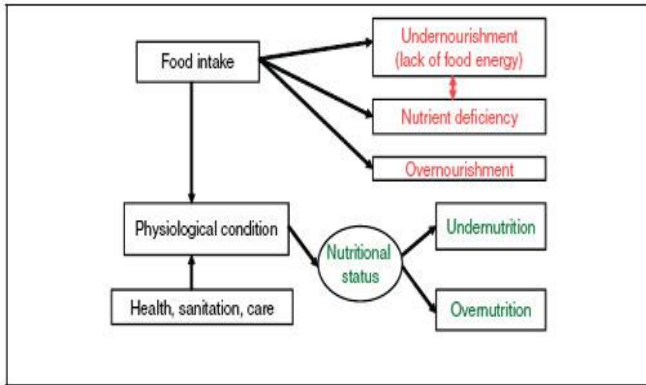 Food intake
Undernourishment
(lack of food energy)
Nutrient deficiency
Overnourishment
Physiological condition
Nutritional
status
Undernutrition
Overnutrition
Health, sanitation, care